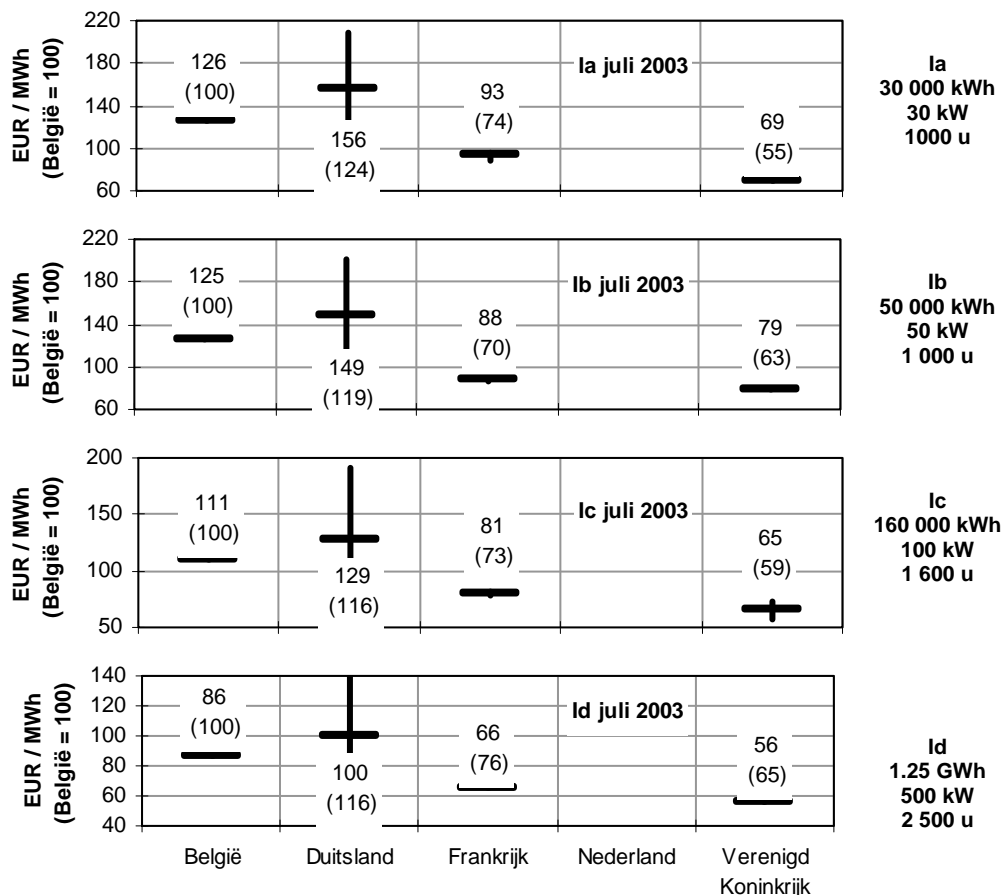 EUR / MWh
(België = 100)
220
180
140
100
60
126
(100)
156
(124)
93
(74)
Ia juli 2003
69
(55)
Ia
30 000 kWh
30 kW
1000 u
EUR / MWh
(België = 100)
220
180
140
100
60
125
(100)
149
(119)
88
(70)
Ib juli 2003
79
(63)
Ib
50 000 kWh
50 kW
1 000 u
EUR / MWh
(België = 100)
200
150
100
50
111
(100)
129
(116)
81
(73)
Ic juli 2003
65
(59)
Ic
160 000 kWh
100 kW
1 600 u
EUR / MWh
(België = 100)
140
120
100
80
60
40
86
(100)
100
(116)
66
(76)
Id juli 2003
56
(65)
Id
1.25 GWh
500 kW
2 500 u
België
Duitsland
Frankrijk
Nederland
Verenigd
Koninkrijk